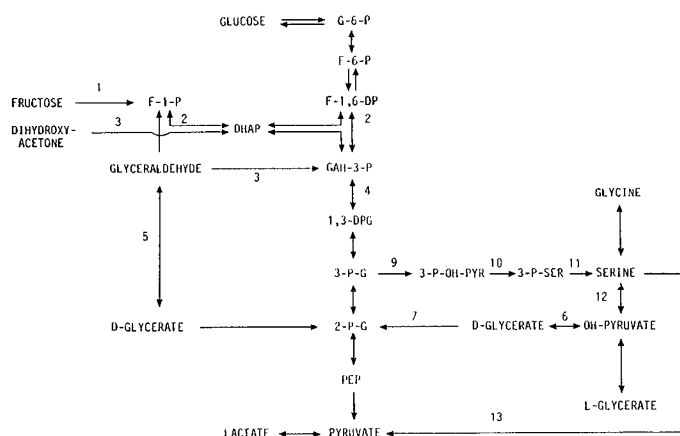 GLUCOSE G-6-P
F-6-P
1
FRUCTOSE F-1-P F-1,6-DP
2 2
DIHYDROXY-
ACETONE
3 DHAP
GLYCERALDEHYDE GAH-3-P
3
4
GLYCINE
1,3-DPG
5
9 10 11
3-P-G 3-P-OH-PYR 3-P-SER SERINE
12
7 6
D-GLYCERATE 2-P-G D-GLYCERATE OH-PYRUVATE
PEP
L-GLYCERATE
13
LACTATE PYRUVATE